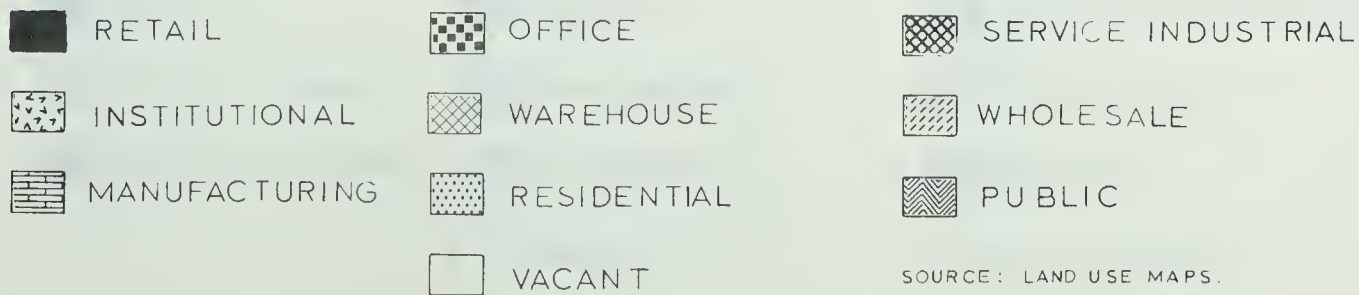 RETAIL
INSTITUTIONAL
MANUFACTURING
OFFICE
WAREHOUSE
RESIDENTIAL
VACANT
SERVICE INDUSTRIAL
WHOLESALE
PUBLIC
SOURCE: LAND USE MAPS.